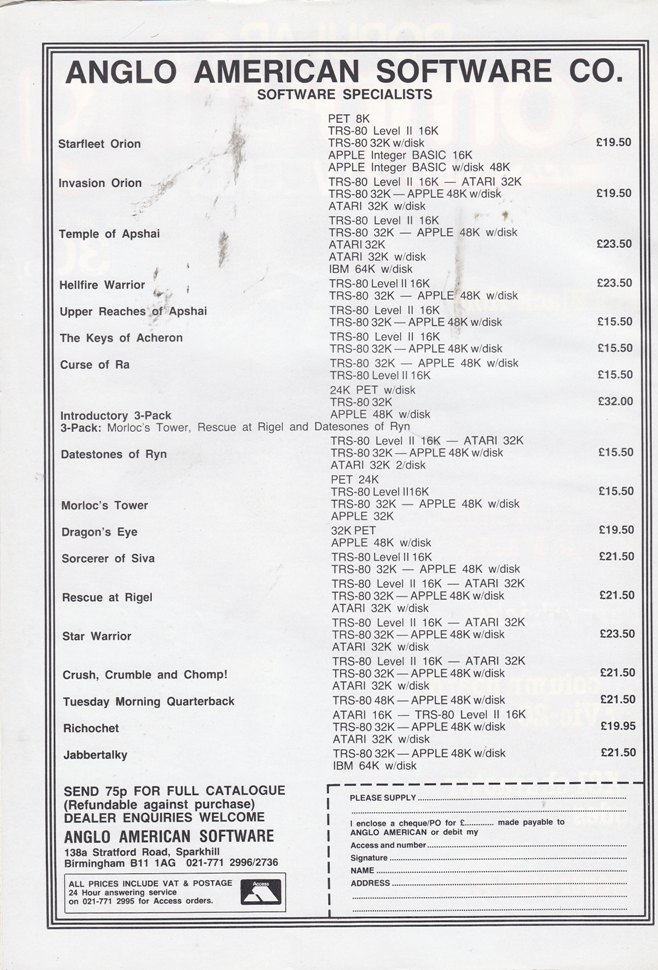 ANGLO AMERICAN SOFTWARE CO.
SOFTWARE SPECIALISTS
PET 8K
TRS-80 Level II 16K
Starfleet Orion TRS-80 32K w/disk £19.50
APPLE Integer BASIC 16K
APPLE Integer BASIC w/disk 48K
Invasion Orion TRS-80 Level II 16K — ATARI 32K
TRS-80 32K — APPLE 48K w/disk £19.50
ATARI 32K w/disk
TRS-80 Level II 16K
Temple of Apshai TRS-80 32K — APPLE 48K w/disk
ATARI 32K £23.50
ATARI 32K w/disk
IBM 64K w/disk
Hellfire Warrior TRS-80 Level II 16K £23.50
TRS-80 32K — APPLE 48K w/disk
Upper Reaches of Apshai TRS-80 Level II 16K
TRS-80 32K — APPLE 48K w/disk £15.50
The Keys of Acheron TRS-80 Level II 16K
TRS-80 32K — APPLE 48K w/disk £15.50
Curse of Ra TRS-80 32K — APPLE 48K w/disk
TRS-80 Level II 16K £15.50
24K PET w/disk
TRS-80 32K £32.00
Introductory 3-Pack APPLE 48K w/disk
3-Pack: Morloc's Tower, Rescue at Rigel and Datesones of Ryn
TRS-80 Level II 16K — ATARI 32K
Datestones of Ryn TRS-80 32K — APPLE 48K w/disk £15.50
ATARI 32K 2/disk
PET 24K
TRS-80 Level II16K £15.50
Morloc's Tower TRS-80 32K — APPLE 48K w/disk
APPLE 32K
Dragon's Eye 32K PET £19.50
APPLE 48K w/disk
Sorcerer of Siva TRS-80 Level II 16K £21.50
TRS-80 32K — APPLE 48K w/disk
TRS-80 Level II 16K — ATARI 32K
Rescue at Rigel TRS-80 32K — APPLE 48K w/disk £21.50
ATARI 32K w/disk
TRS-80 Level II 16K — ATARI 32K
Star Warrior TRS-80 32K — APPLE 48K w/disk £23.50
ATARI 32K w/disk
TRS-80 Level II 16K — ATARI 32K
Crush, Crumble and Chomp! TRS-80 32K — APPLE 48K w/disk £21.50
ATARI 32K w/disk
Tuesday Morning Quarterback TRS-80 48K — APPLE 48K w/disk £21.50
ATARI 16K — TRS-80 Level II 16K
Richochet TRS-80 32K — APPLE 48K w/disk £19.95
ATARI 32K w/disk
Jabbertalky TRS-80 32K — APPLE 48K w/disk £21.50
IBM 64K w/disk
SEND 75p FOR FULL CATALOGUE
(Refundable against purchase)
DEALER ENQUIRIES WELCOME
ANGLO AMERICAN SOFTWARE
138a Stratford Road, Sparkhill
Birmingham B11 1AG 021-771 2996/2736
ALL PRICES INCLUDE VAT & POSTAGE
24 Hour answering service
on 021-771 2995 for Access orders.
Access
PLEASE SUPPLY
I enclose a cheque/PO for £........... made payable to
ANGLO AMERICAN or debit my
Access and number
Signature
NAME
ADDRESS